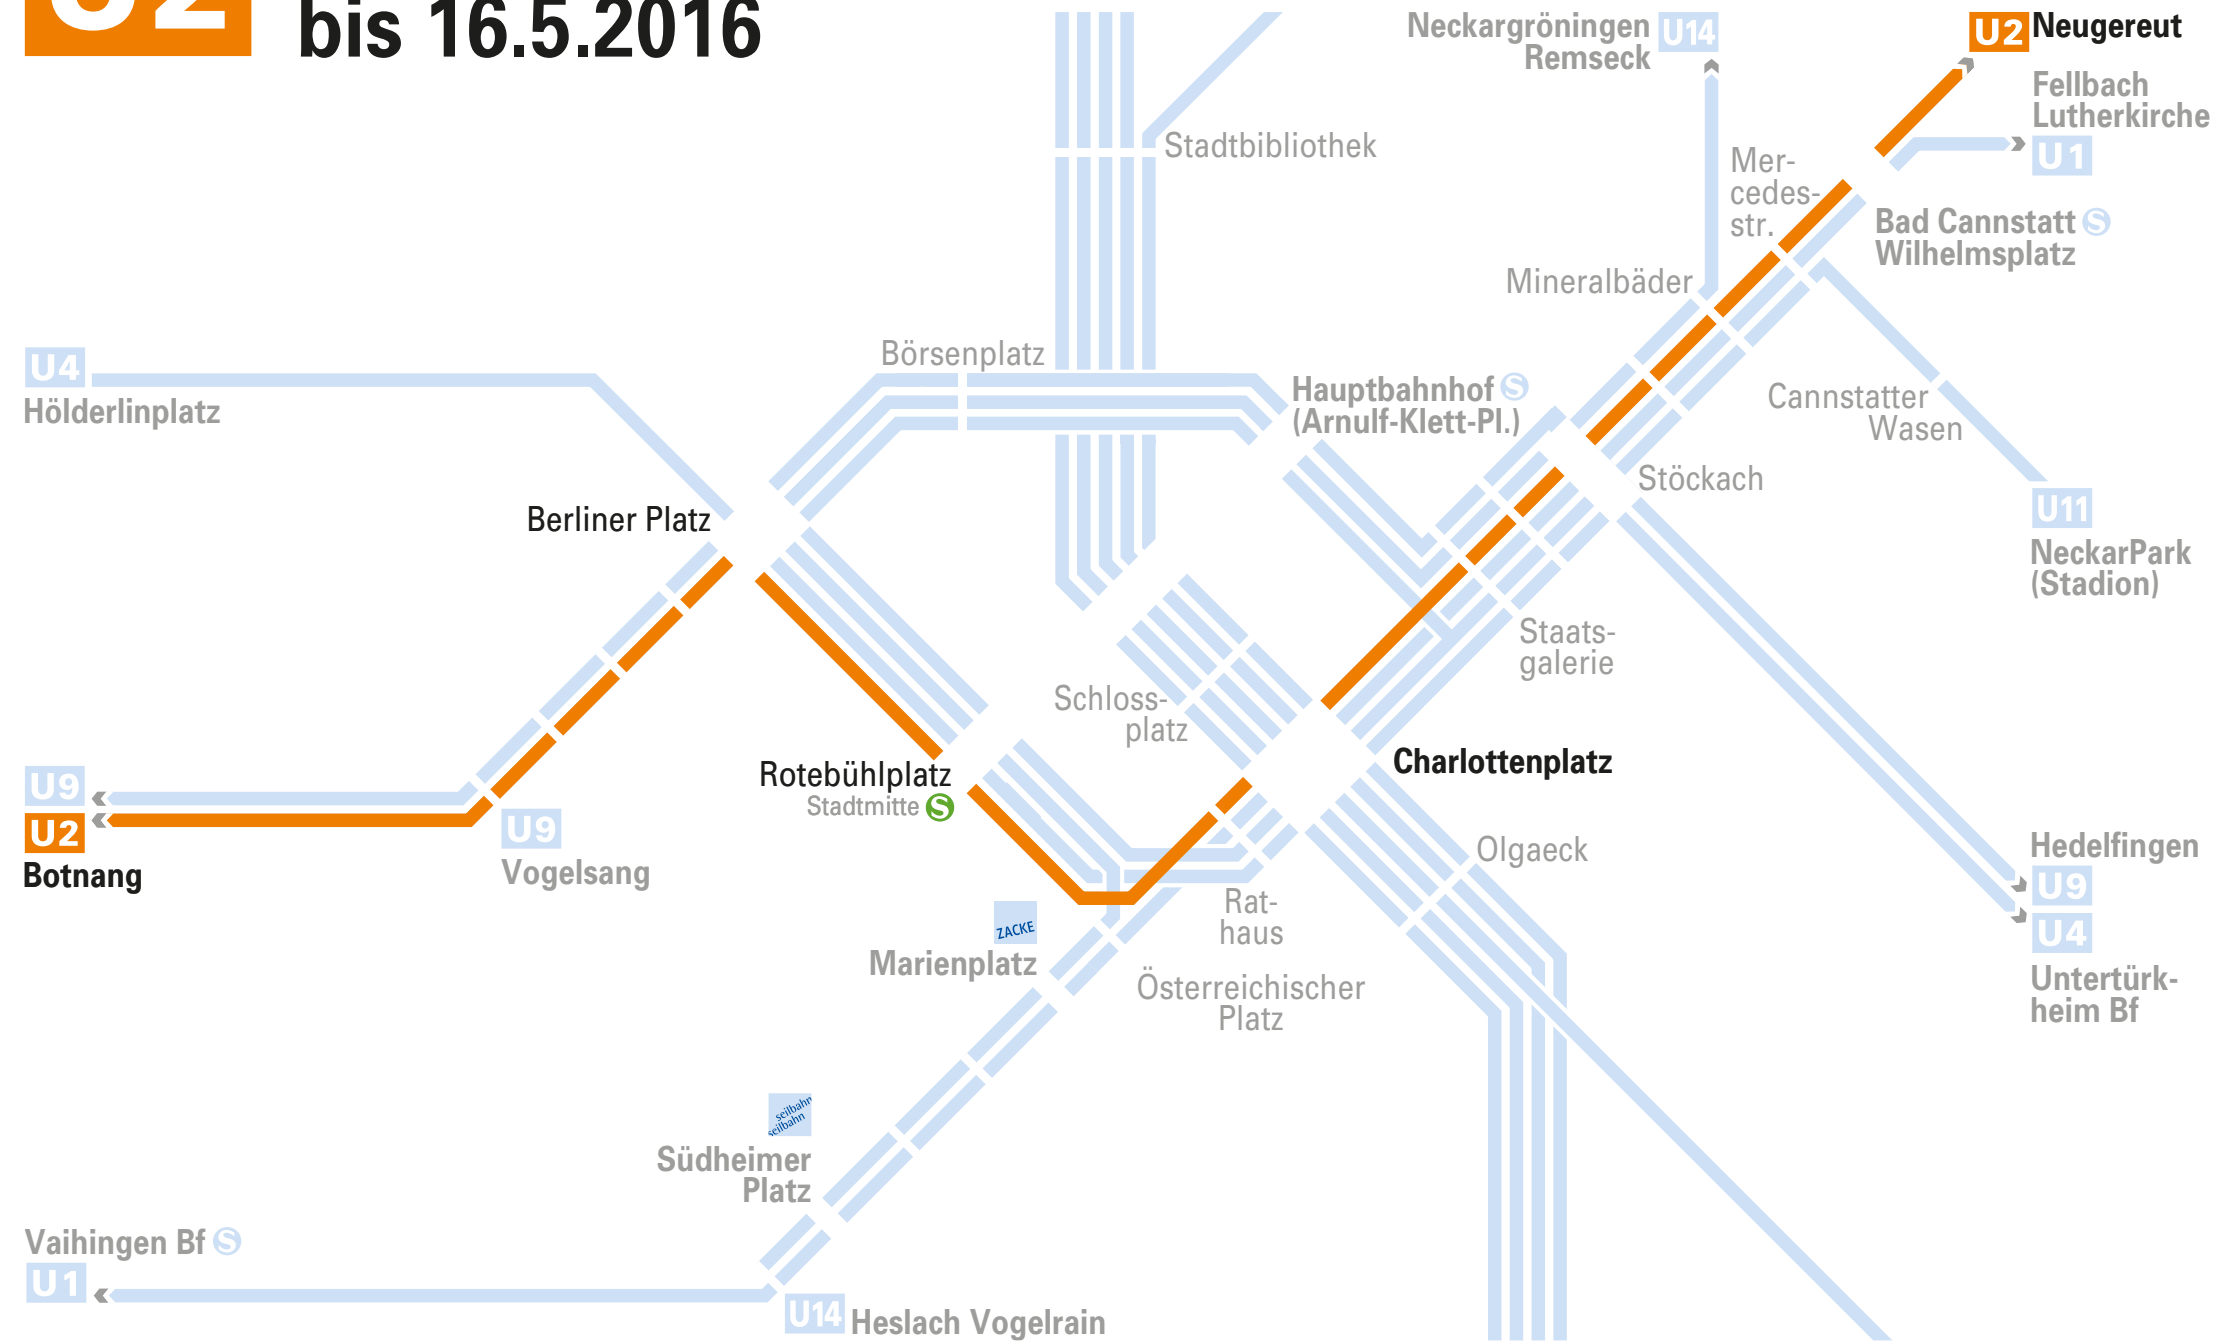 U2
bis 16.5.2016
Neckargröningen
Remseck
U14
U2
Neugereut
Fellbach
Lutherkirche
U1
Stadtbibliothek
Mer-
cedes-
str.
Bad Cannstatt S
Wilhelmsplatz
Mineralbäder
U4
Hölderlinplatz
Börsenplatz
Hauptbahnhof S
(Arnulf-Klett-Pl.)
Cannstatter
Wasen
Stöckach
Berliner Platz
U11
NeckarPark
(Stadion)
Staats-
galerie
Schloss-
platz
Charlottenplatz
Rotebühlplatz
Stadtmitte S
U9
U2
Botnang
U9
Vogelsang
Olgaeck
Hedelfingen
U9
U4
Untertürk-
heim Bf
Rat-
haus
ZACKE
Marienplatz
Österreichischer
Platz
seilbahn
seilbahn
Südheimer
Platz
Vaihingen Bf S
U1
U14
Heslach Vogelrain